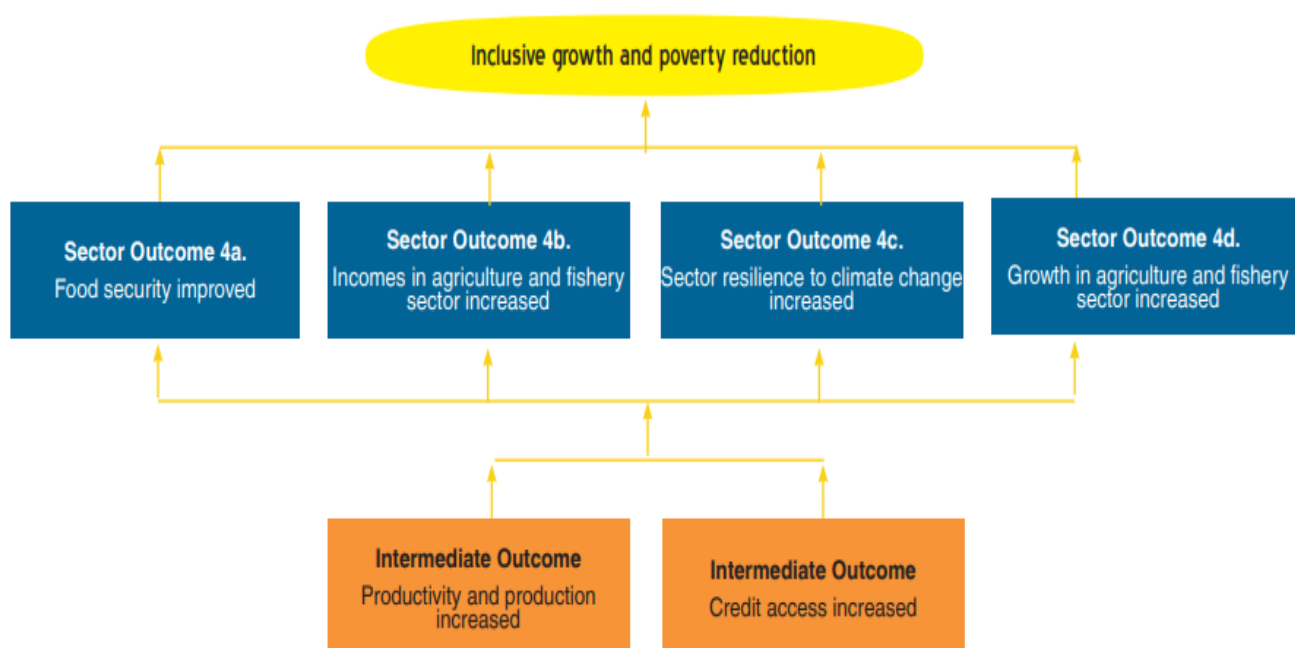 Inclusive growth and poverty reduction
Sector Outcome 4a.
Food security improved
Sector Outcome 4b.
Incomes in agriculture and fishery
sector increased
Sector Outcome 4c.
Sector resilience to climate change
increased
Sector Outcome 4d.
Growth in agriculture and fishery
sector increased
Intermediate Outcome
Productivity and production
increased
Intermediate Outcome
Credit access increased